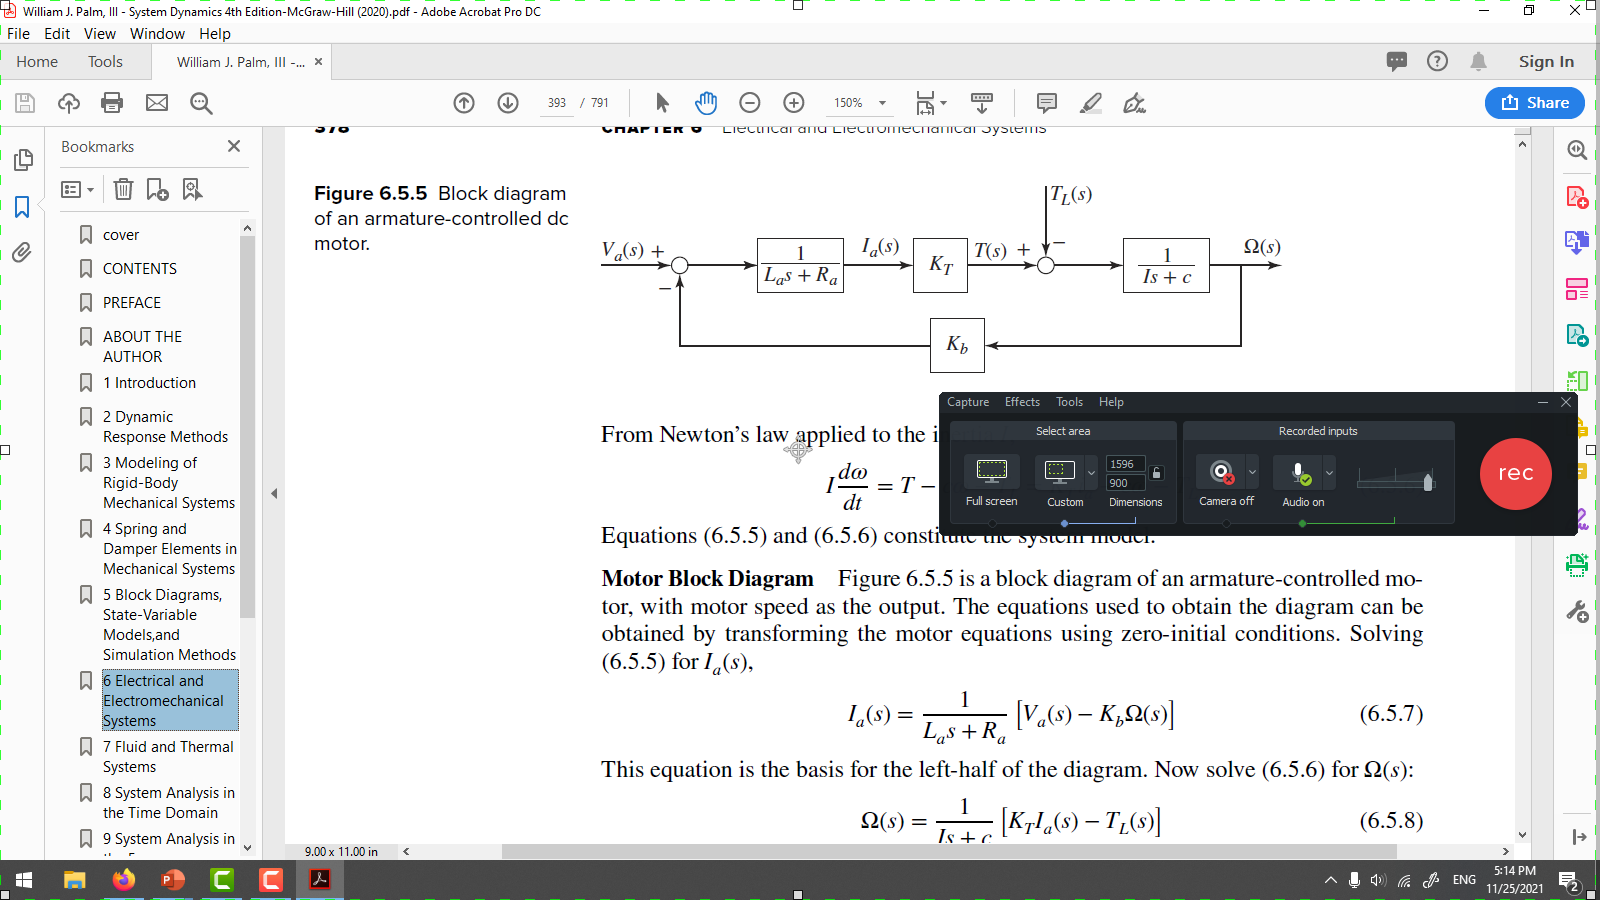 William J. Palm, III - System Dynamics 4th Edition-McGraw-Hill (2020).pdf - Adobe Acrobat Pro DC
File Edit View Window Help
Home Tools William J. Palm, III -... × Sign In
393 / 791 150% Share
Bookmarks
cover
CONTENTS
PREFACE
ABOUT THE
AUTHOR
1 Introduction
2 Dynamic
Response Methods
3 Modeling of
Rigid-Body
Mechanical Systems
4 Spring and
Damper Elements in
Mechanical Systems
5 Block Diagrams,
State-Variable
Models,and
Simulation Methods
6 Electrical and
Electromechanical
Systems
7 Fluid and Thermal
Systems
8 System Analysis in
the Time Domain
9 System Analysis in
378 CHAPTER 6 Electrical and Electromechanical Systems
Figure 6.5.5 Block diagram
of an armature-controlled dc
motor.
T_L(s)
V_a(s) + − 1 / (L_a s + R_a) I_a(s) K_T T(s) + − 1 / (Is + c) Ω(s)
K_b
From Newton's law applied to the i
I dω/dt = T −
Equations (6.5.5) and (6.5.6) constitute the system model.
Motor Block Diagram Figure 6.5.5 is a block diagram of an armature-controlled mo-
tor, with motor speed as the output. The equations used to obtain the diagram can be
obtained by transforming the motor equations using zero-initial conditions. Solving
(6.5.5) for I_a(s),
I_a(s) = 1 / (L_a s + R_a) [V_a(s) − K_b Ω(s)] (6.5.7)
This equation is the basis for the left-half of the diagram. Now solve (6.5.6) for Ω(s):
Ω(s) = 1 / (Is + c) [K_T I_a(s) − T_L(s)] (6.5.8)
9.00 x 11.00 in
Capture Effects Tools Help
Select area
Full screen
Custom
1596
900
Dimensions
Recorded inputs
Camera off
Audio on
rec
ENG
5:14 PM
11/25/2021
2